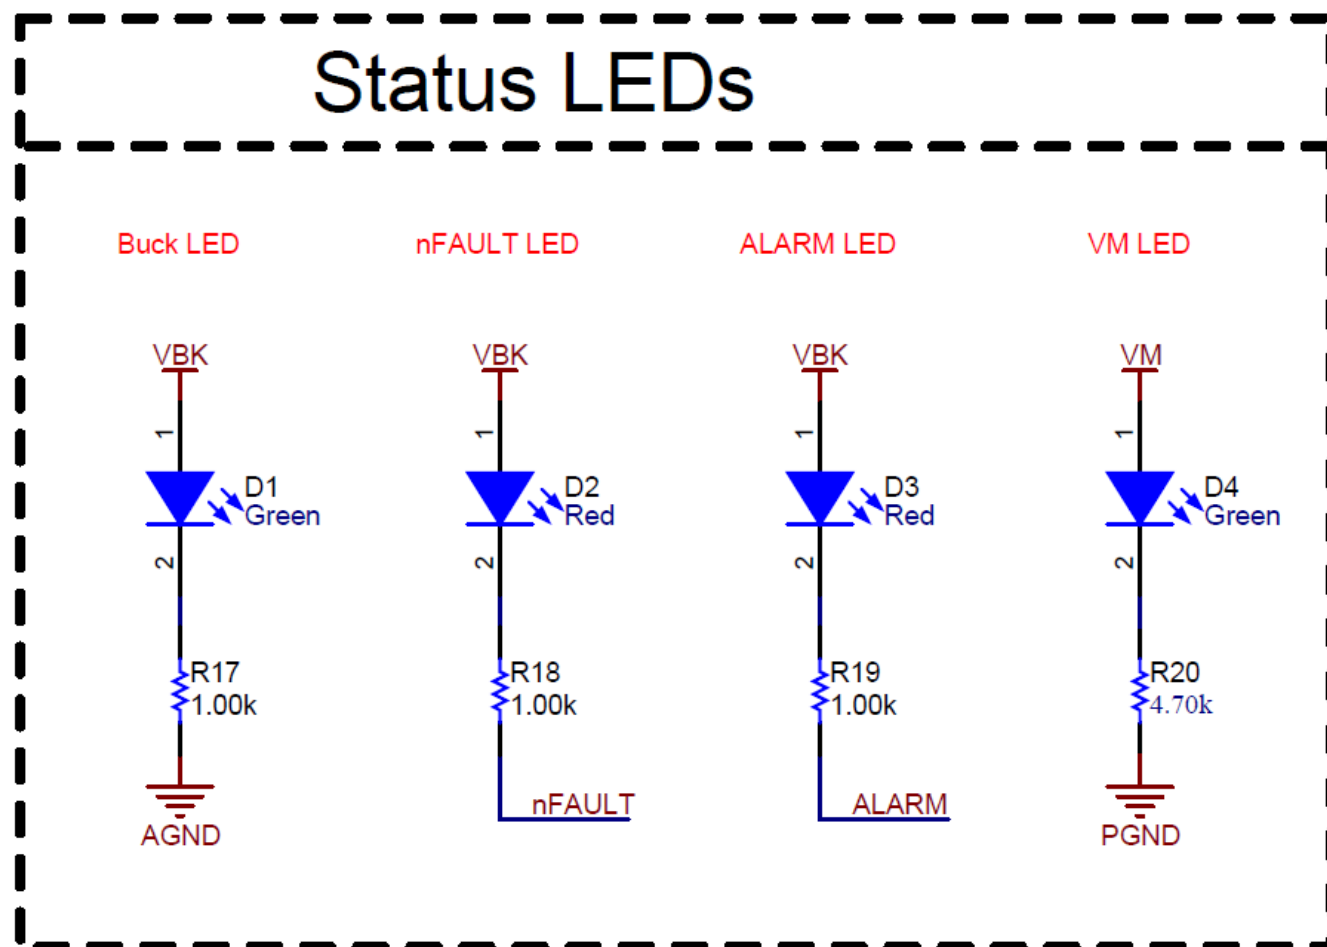 Status LEDs
Buck LED
nFAULT LED
ALARM LED
VM LED
VBK
VBK
VBK
VM
1
1
1
1
D1
Green
D2
Red
D3
Red
D4
Green
2
2
2
2
R17
1.00k
R18
1.00k
R19
1.00k
R20
4.70k
nFAULT
ALARM
AGND
PGND